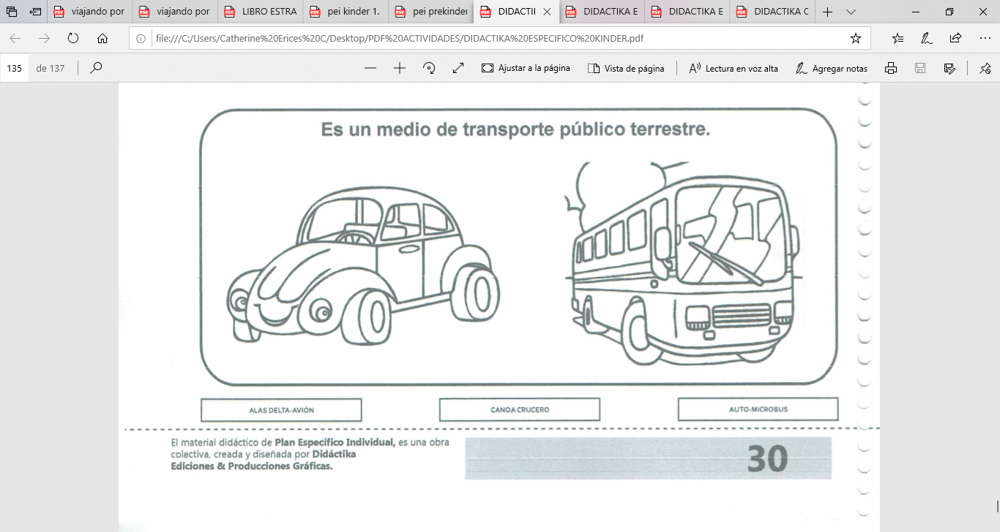 viajando por
viajando por
LIBRO ESTRA
pei kinder 1.
pei prekinder
DIDACTII
DIDACTIKA E
DIDACTIKA E
DIDACTIKA C
file:///C:/Users/Catherine%20Erices%20C/Desktop/PDF%20ACTIVIDADES/DIDACTIKA%20ESPECIFICO%20KINDER.pdf
135 de 137
Ajustar a la página
Vista de página
Lectura en voz alta
Agregar notas
Es un medio de transporte público terrestre.
ALAS DELTA-AVIÓN
CANOA CRUCERO
AUTO-MICROBUS
El material didáctico de Plan Específico Individual, es una obra
colectiva, creada y diseñada por Didáctika
Ediciones & Producciones Gráficas.
30